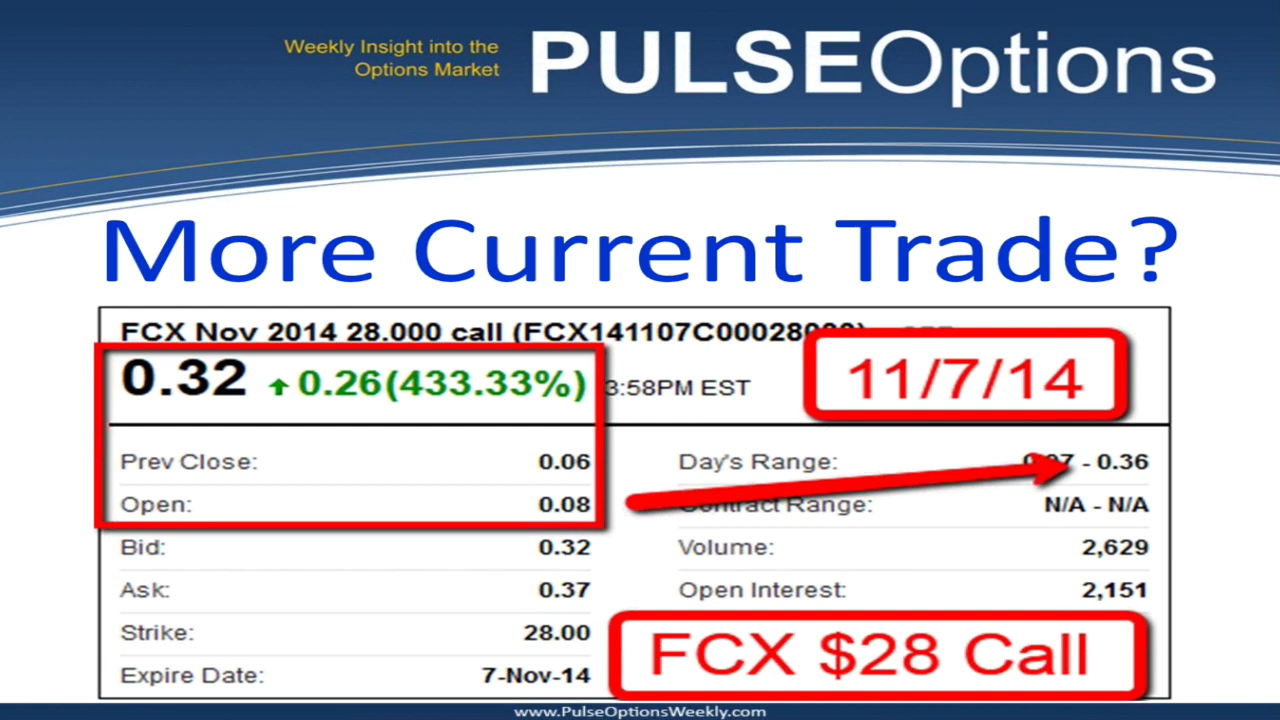 Weekly Insight into the
Options Market
PULSEOptions
More Current Trade?
FCX Nov 2014 28.000 call
0.32 0.26(433.33%) 3:58PM EST
11/7/14
Prev Close: 0.06
Open: 0.08
Bid: 0.32
Ask: 0.37
Strike: 28.00
Expire Date: 7-Nov-14
Day's Range: - 0.36
Contract Range: N/A - N/A
Volume: 2,629
Open Interest: 2,151
FCX $28 Call
www.PulseOptionsWeekly.com